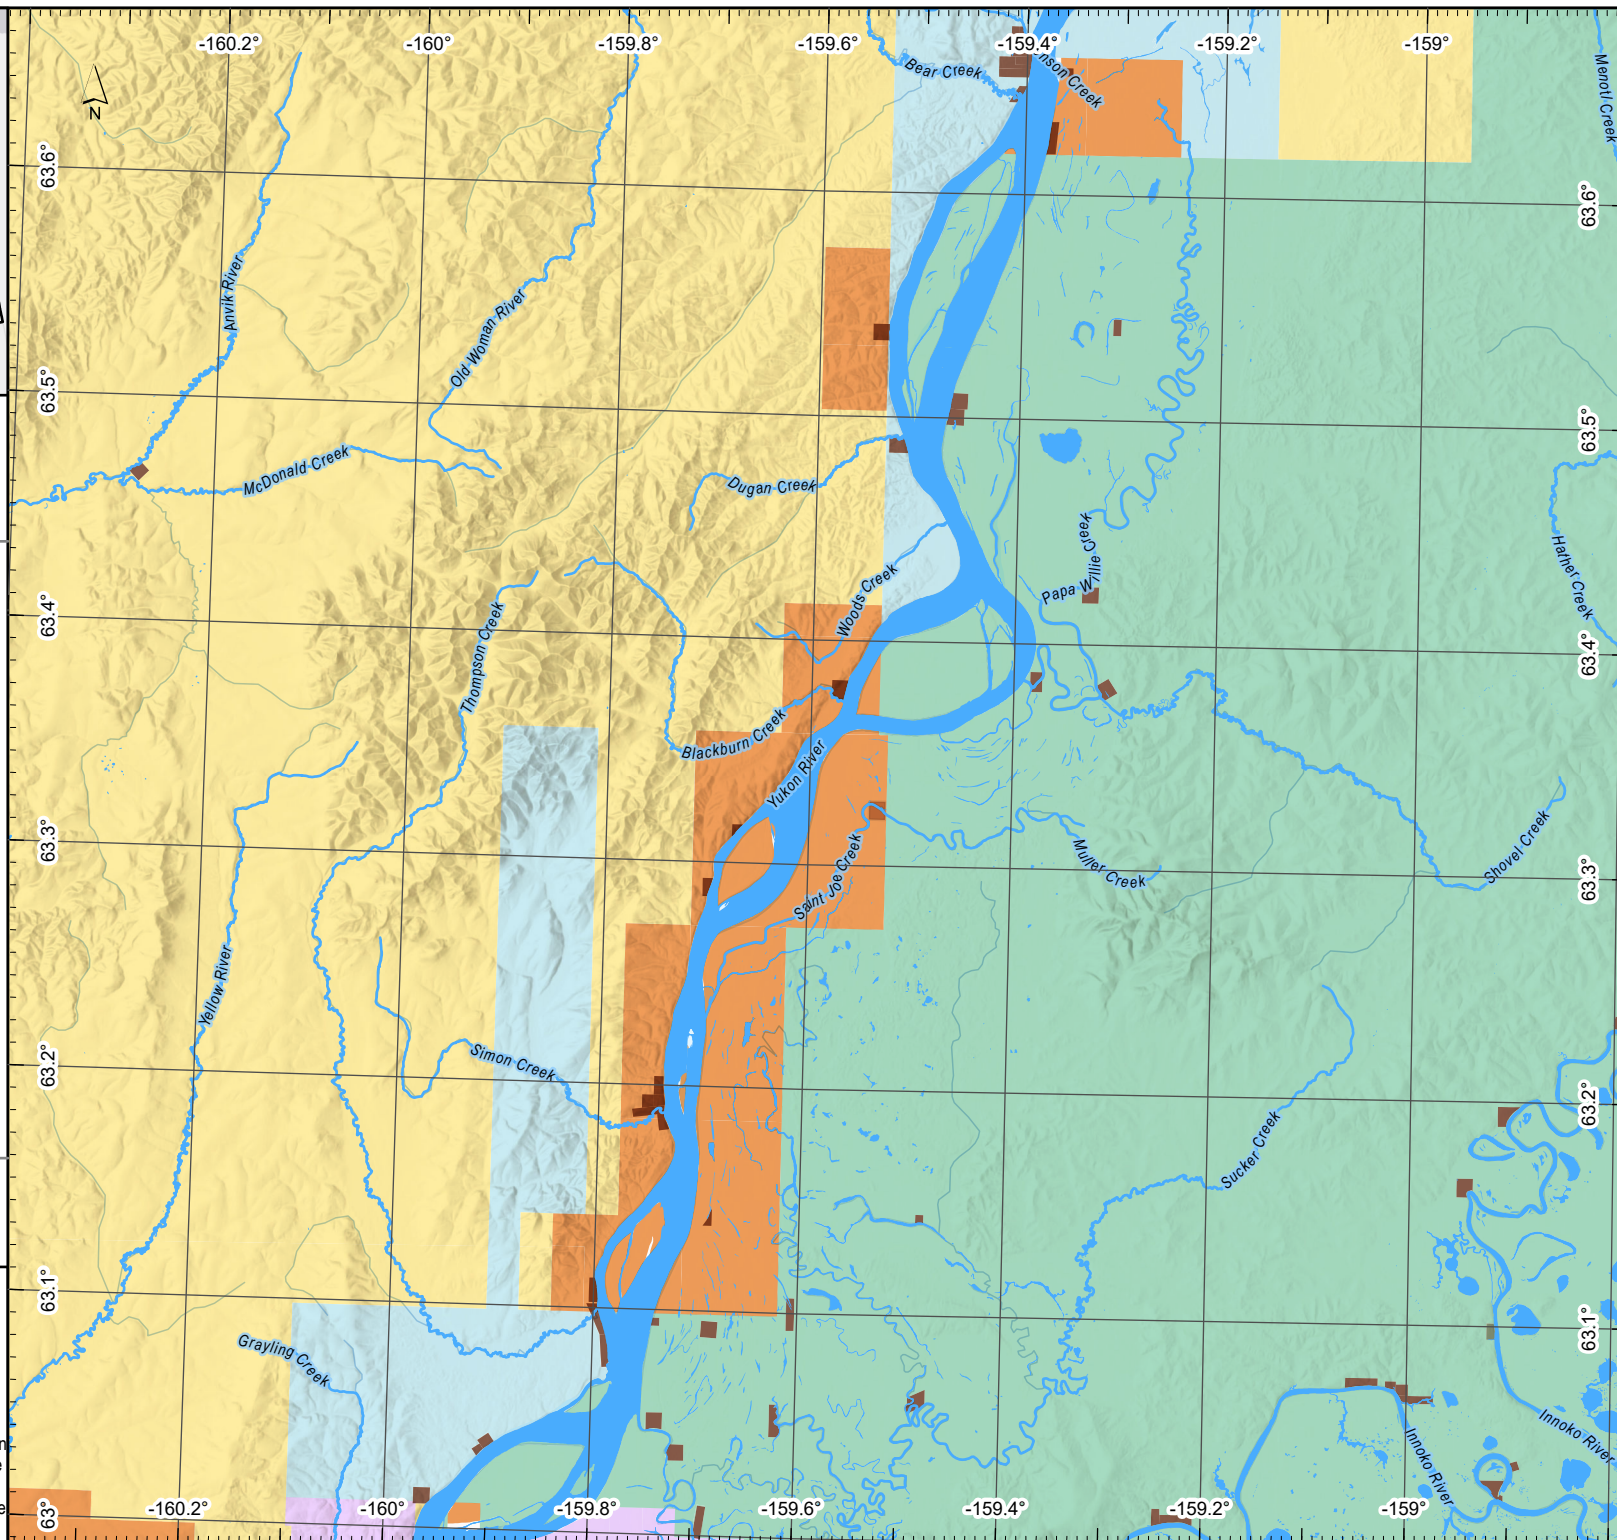 -160.2°
-160°
-159.8°
-159.6°
-159.4°
-159.2°
-159°
Bear Creek
Creek
Menotl Creek
N
63.6°
63.6°
Anvik River
Old Woman River
63.5°
63.5°
McDonald Creek
Dugan Creek
Hather Creek
Papa Willie Creek
Woods Creek
63.4°
63.4°
Thompson Creek
Blackburn Creek
Yukon River
63.3°
63.3°
Saint Joe Creek
Muller Creek
Shovel Creek
Yellow River
Simon Creek
63.2°
63.2°
Sucker Creek
63.1°
63.1°
Grayling Creek
Innoko River
Innoko River
63°
-160.2°
-160°
-159.8°
-159.6°
-159.4°
-159.2°
-159°